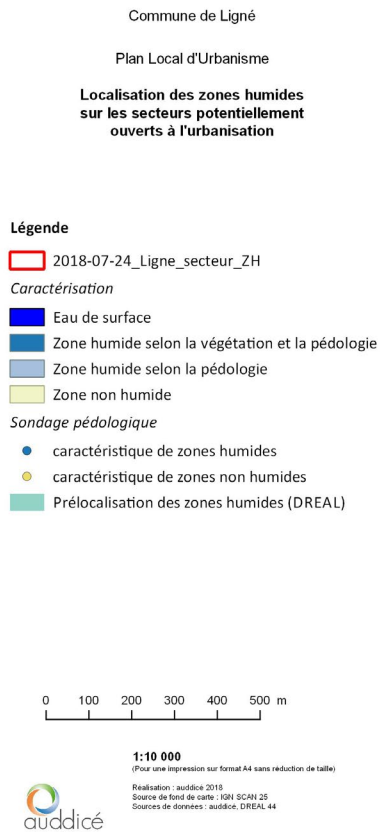 Commune de Ligné
Plan Local d'Urbanisme
Localisation des zones humides
sur les secteurs potentiellement
ouverts à l'urbanisation
Légende
2018-07-24_Ligne_secteur_ZH
Caractérisation
Eau de surface
Zone humide selon la végétation et la pédologie
Zone humide selon la pédologie
Zone non humide
Sondage pédologique
caractéristique de zones humides
caractéristique de zones non humides
Prélocalisation des zones humides (DREAL)
0 100 200 300 400 500 m
1:10 000
(Pour une impression sur format A4 sans réduction de taille)
Réalisation : auddicé 2018
Source de fond de carte : IGN SCAN 25
Sources de données : auddicé, DREAL 44
auddicé